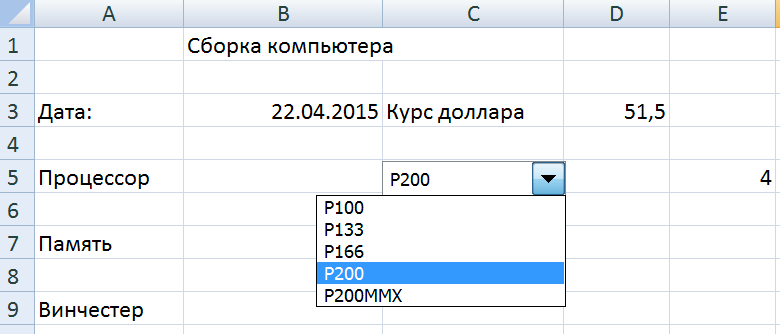 A B C D E
1 Сборка компьютера
2
3 Дата: 22.04.2015 Курс доллара 51,5
4
5 Процессор P200 4
6 P100
P133
7 Память P166
8 P200
P200MMX
9 Винчестер